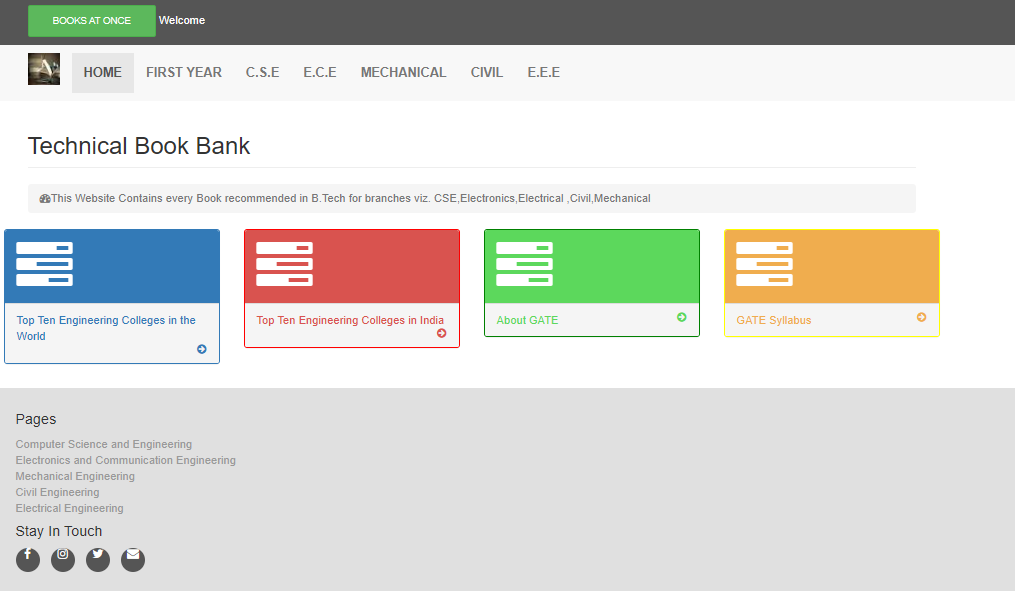 BOOKS AT ONCE Welcome
HOME FIRST YEAR C.S.E E.C.E MECHANICAL CIVIL E.E.E
Technical Book Bank
This Website Contains every Book recommended in B.Tech for branches viz. CSE,Electronics,Electrical ,Civil,Mechanical
Top Ten Engineering Colleges in the
World
Top Ten Engineering Colleges in India
About GATE
GATE Syllabus
Pages
Computer Science and Engineering
Electronics and Communication Engineering
Mechanical Engineering
Civil Engineering
Electrical Engineering
Stay In Touch